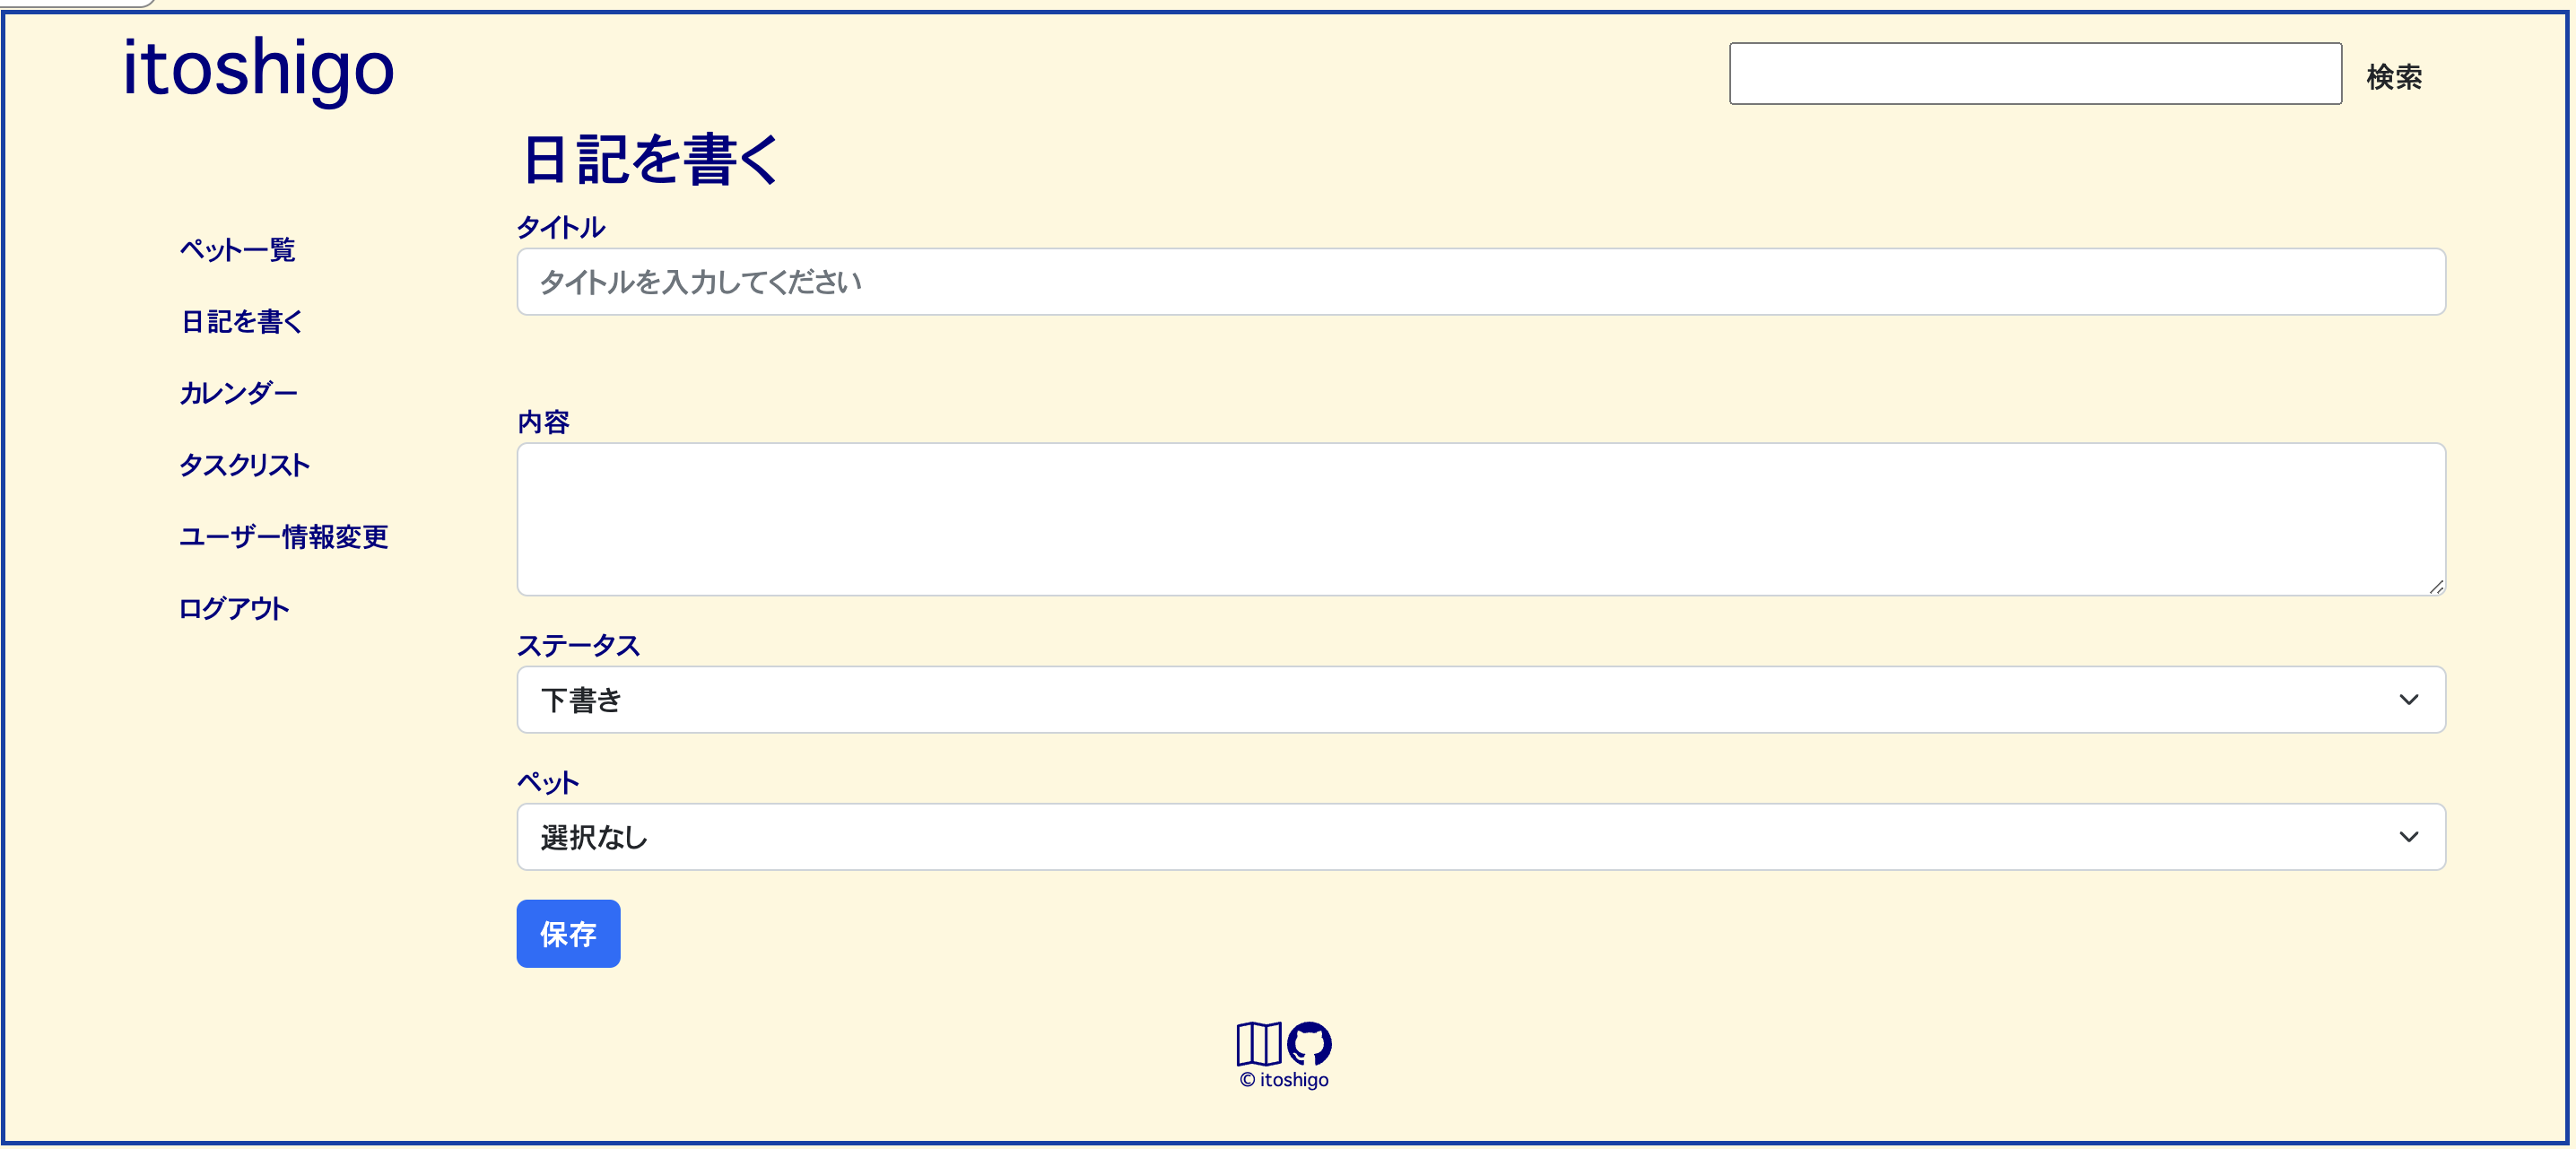 itoshigo
検索
日記を書く
ペット一覧
日記を書く
カレンダー
タスクリスト
ユーザー情報変更
ログアウト
タイトル
タイトルを入力してください
内容
ステータス
下書き
ペット
選択なし
保存
© itoshigo